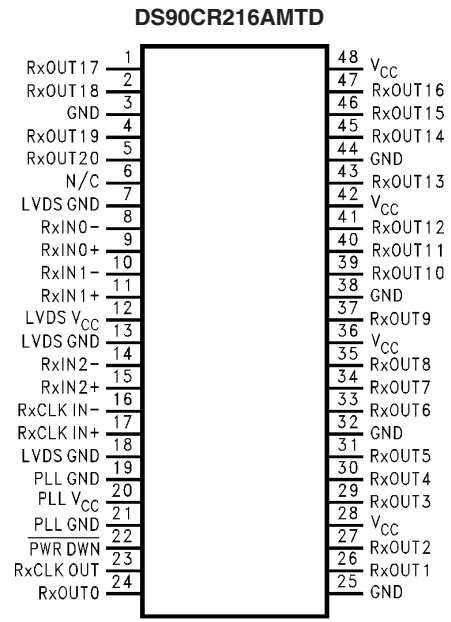 DS90CR216AMTD
RxOUT17 1
RxOUT18 2
GND 3
RxOUT19 4
RxOUT20 5
N/C 6
LVDS GND 7
RxIN0- 8
RxIN0+ 9
RxIN1- 10
RxIN1+ 11
LVDS VCC 12
LVDS GND 13
RxIN2- 14
RxIN2+ 15
RxCLK IN- 16
RxCLK IN+ 17
LVDS GND 18
PLL GND 19
PLL VCC 20
PLL GND 21
PWR DWN 22
RxCLK OUT 23
RxOUT0 24
48 VCC
47 RxOUT16
46 RxOUT15
45 RxOUT14
44 GND
43 RxOUT13
42 VCC
41 RxOUT12
40 RxOUT11
39 RxOUT10
38 GND
37 RxOUT9
36 VCC
35 RxOUT8
34 RxOUT7
33 RxOUT6
32 GND
31 RxOUT5
30 RxOUT4
29 RxOUT3
28 VCC
27 RxOUT2
26 RxOUT1
25 GND